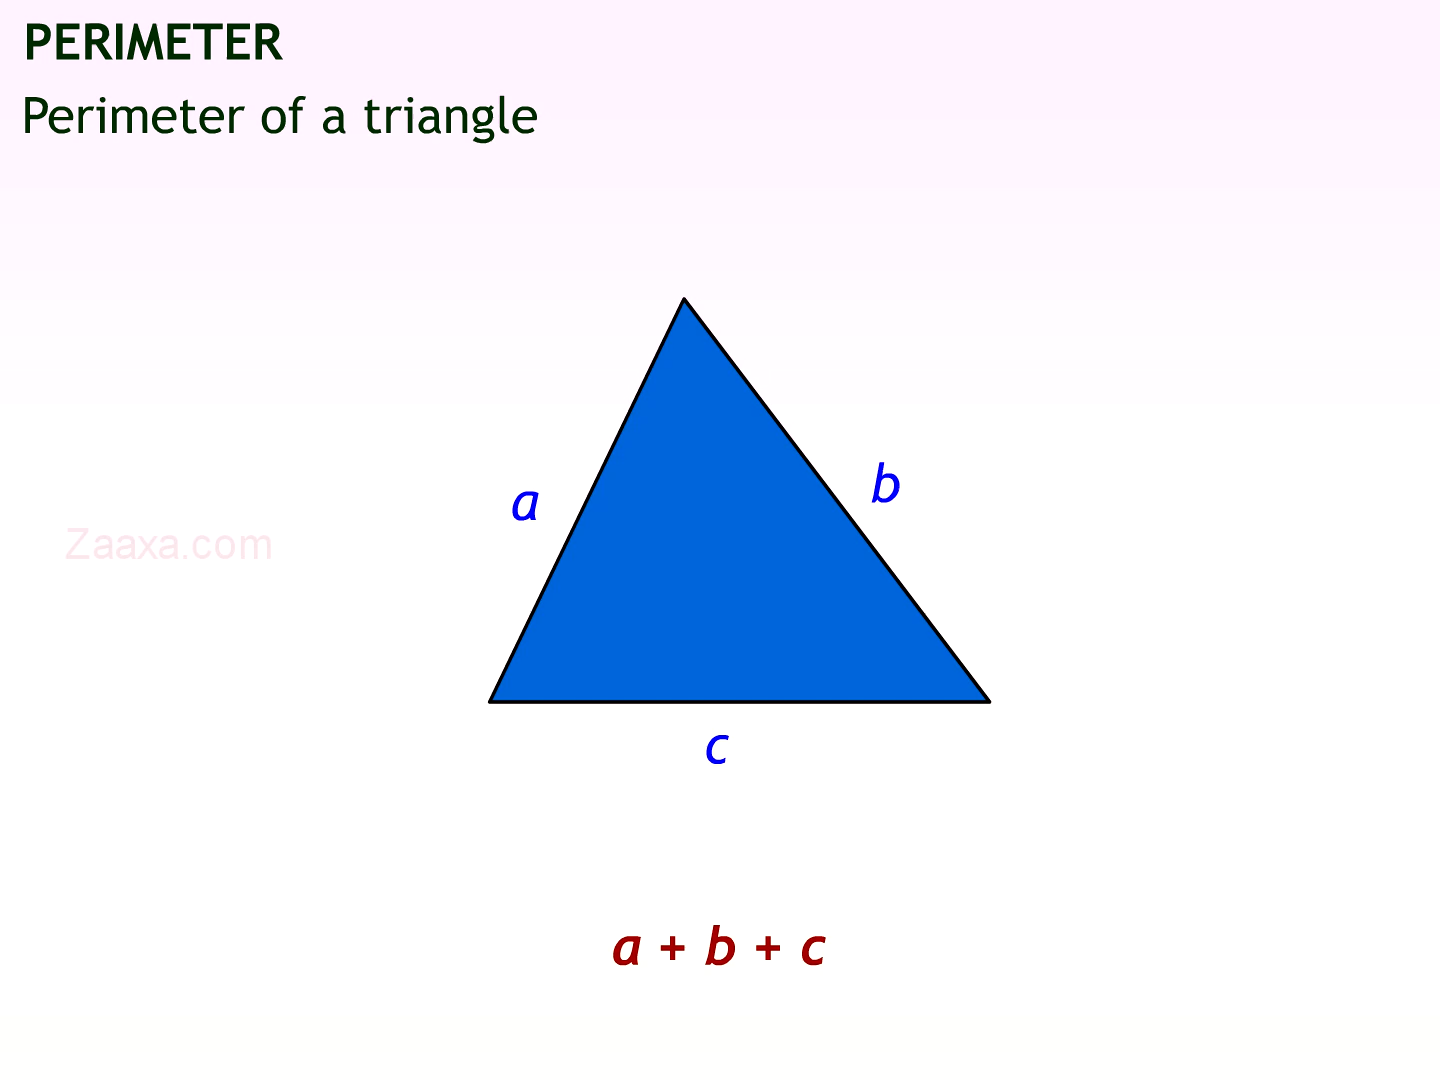 PERIMETER
Perimeter of a triangle
a
b
Zaaxa.com
c
a + b + c